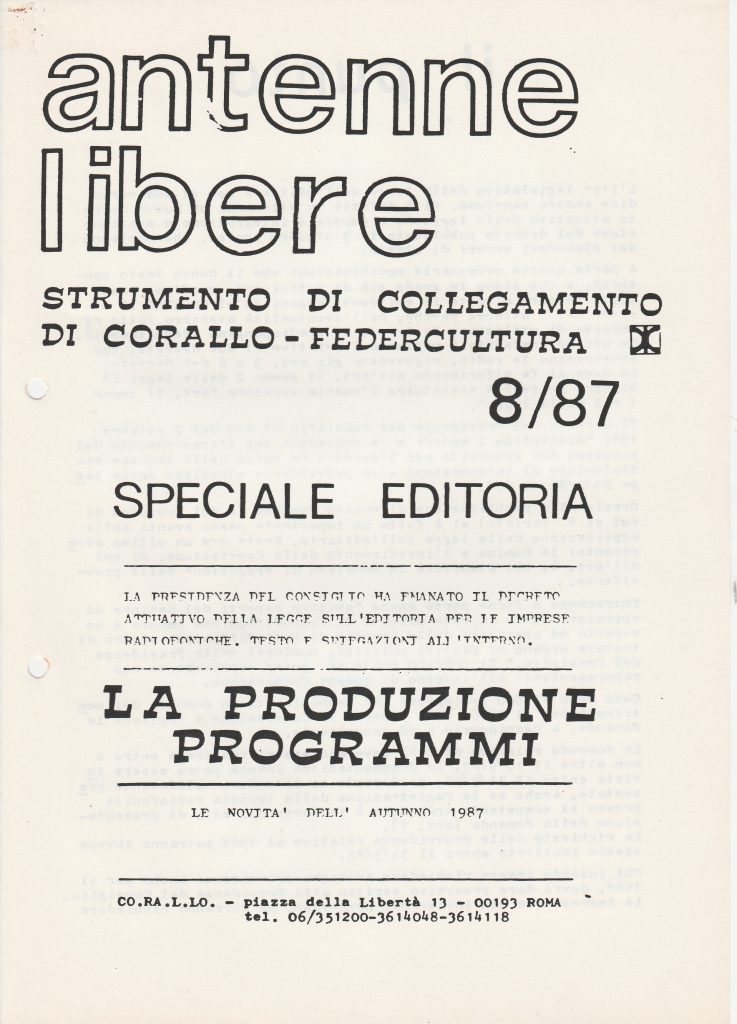 antenne
libere
STRUMENTO DI COLLEGAMENTO
DI CORALLO - FEDERCULTURA
8/87
SPECIALE EDITORIA
LA PRESIDENZA DEL CONSIGLIO HA EMANATO IL DECRETO
ATTUATIVO DELLA LEGGE SULL'EDITORIA PER LE IMPRESE
RADIOFONICHE. TESTO E SPIEGAZIONI ALL'INTERNO.
LA PRODUZIONE
PROGRAMMI
LE NOVITA' DELL' AUTUNNO 1987
CO.RA.L.LO. - piazza della Libertà 13 - 00193 ROMA
tel. 06/351200-3614048-3614118